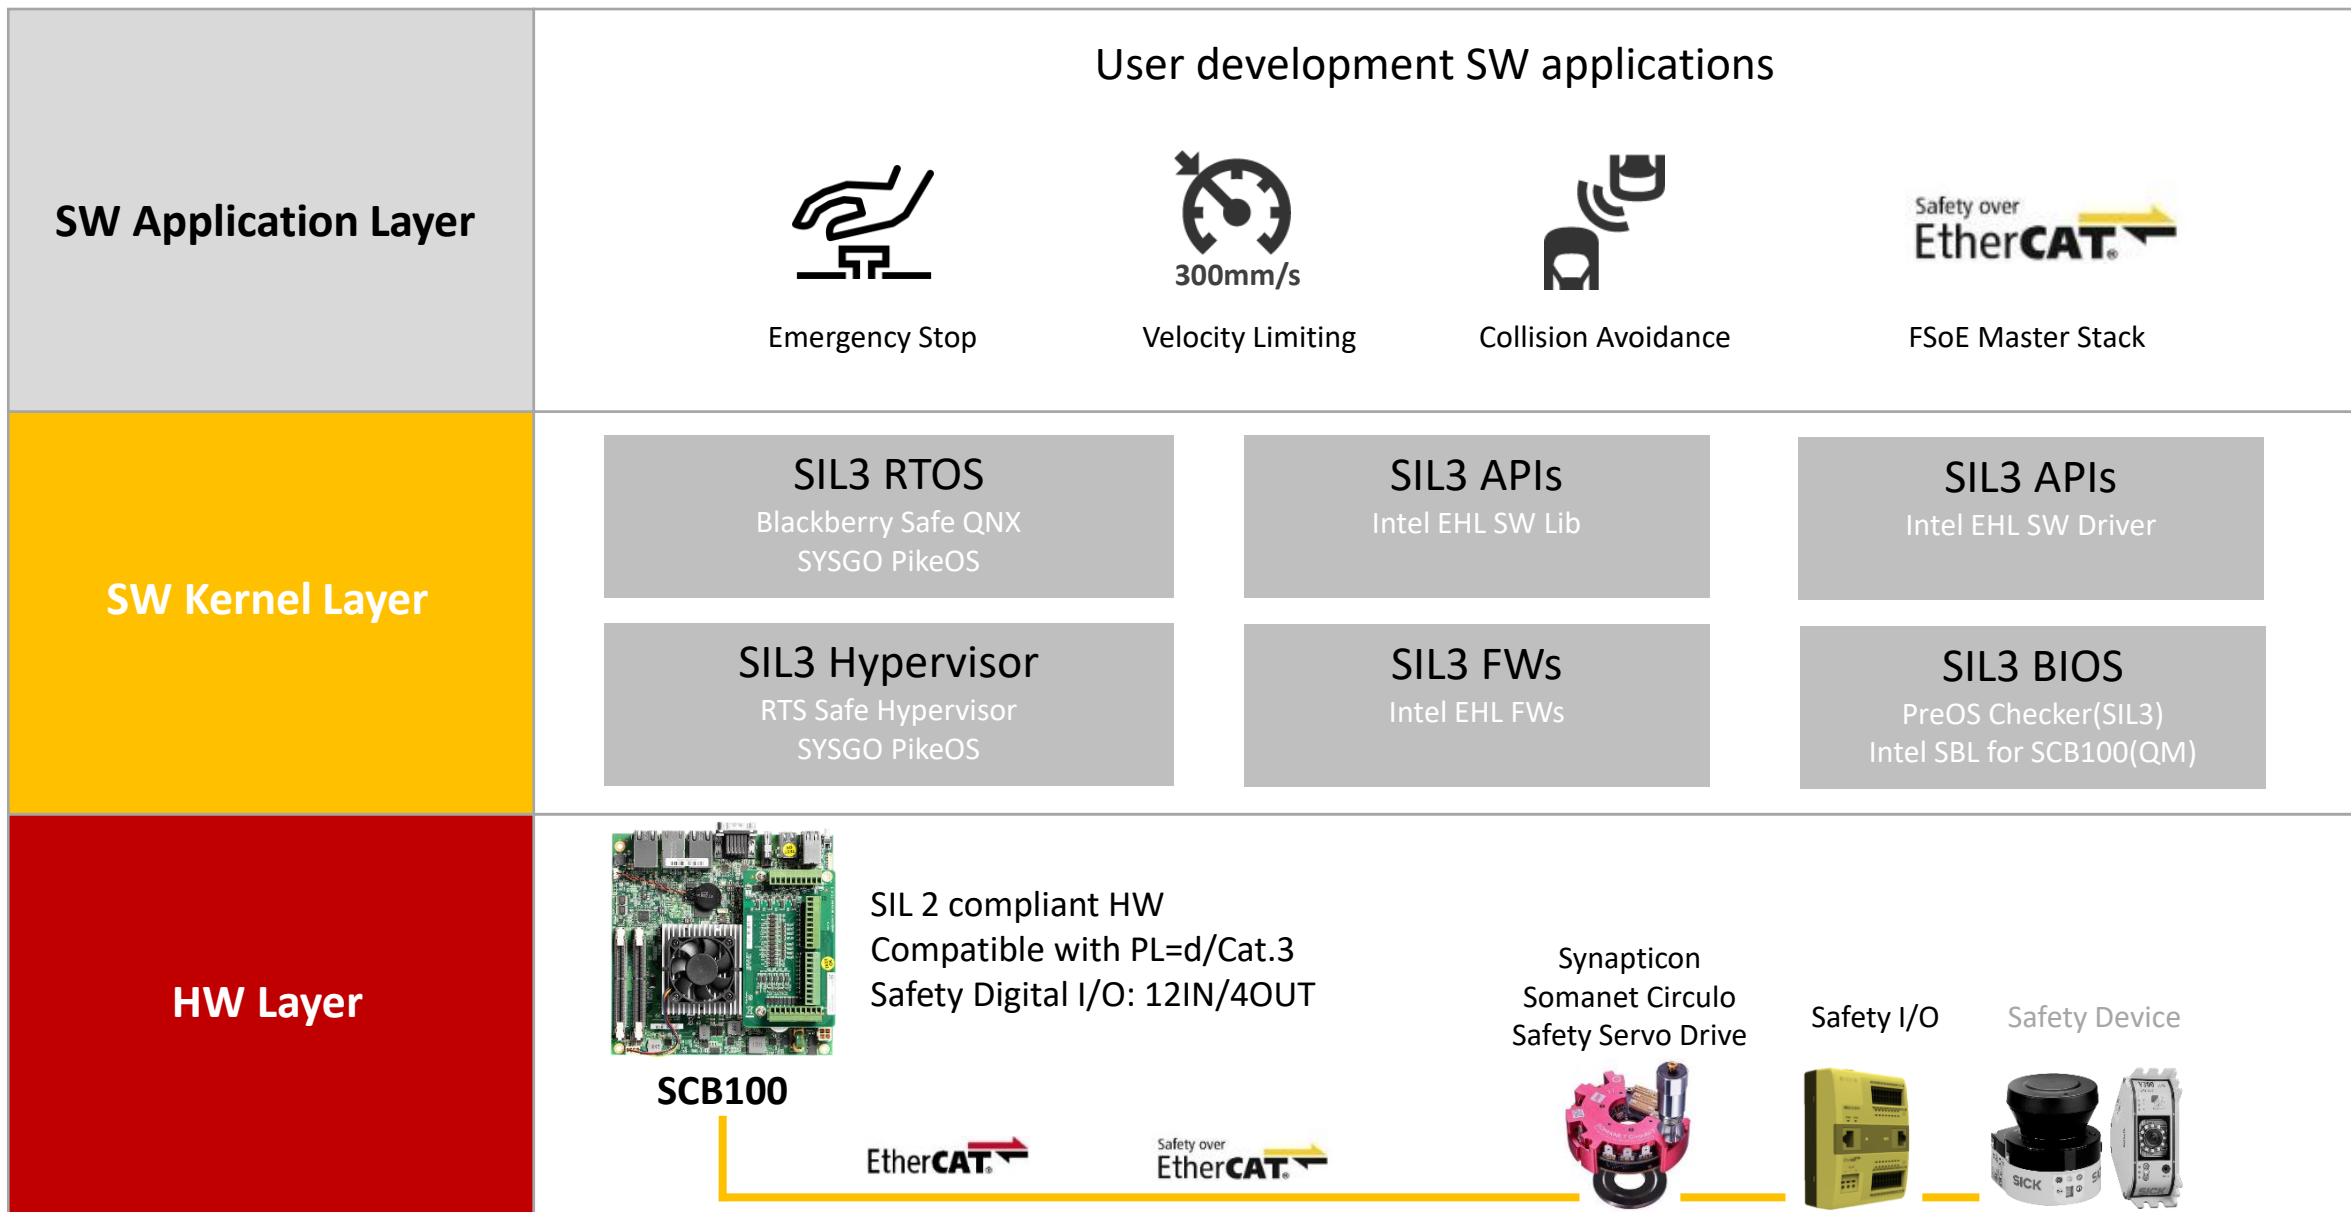 User development SW applications
SW Application Layer
300mm/s
Safety over
EtherCAT®
Emergency Stop
Velocity Limiting
Collision Avoidance
FSoE Master Stack
SW Kernel Layer
SIL3 RTOS
Blackberry Safe QNX
SYSGO PikeOS
SIL3 APIs
Intel EHL SW Lib
SIL3 APIs
Intel EHL SW Driver
SIL3 Hypervisor
RTS Safe Hypervisor
SYSGO PikeOS
SIL3 FWs
Intel EHL FWs
SIL3 BIOS
PreOS Checker(SIL3)
Intel SBL for SCB100(QM)
HW Layer
SIL 2 compliant HW
Compatible with PL=d/Cat.3
Safety Digital I/O: 12IN/4OUT
SCB100
EtherCAT®
Safety over
EtherCAT®
Synapticon
Somanet Circulo
Safety Servo Drive
Safety I/O
Safety Device
SICK
V300
SICK